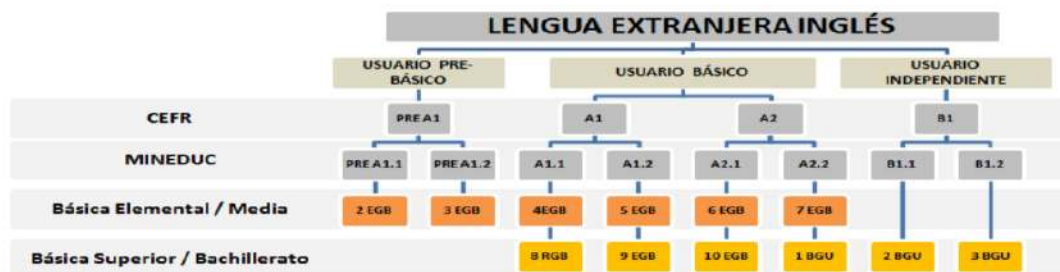 LENGUA EXTRANJERA INGLÉS
USUARIO PRE-
BÁSICO
USUARIO BÁSICO
USUARIO
INDEPENDIENTE
CEFR
PRE A1
A1
A2
B1
MINEDUC
PRE A1.1
PRE A1.2
A1.1
A1.2
A2.1
A2.2
B1.1
B1.2
Básica Elemental / Media
2 EGB
3 EGB
4EGB
5 EGB
6 EGB
7 EGB
Básica Superior / Bachillerato
8 RGB
9 EGB
10 EGB
1 BGU
2 BGU
3 BGU